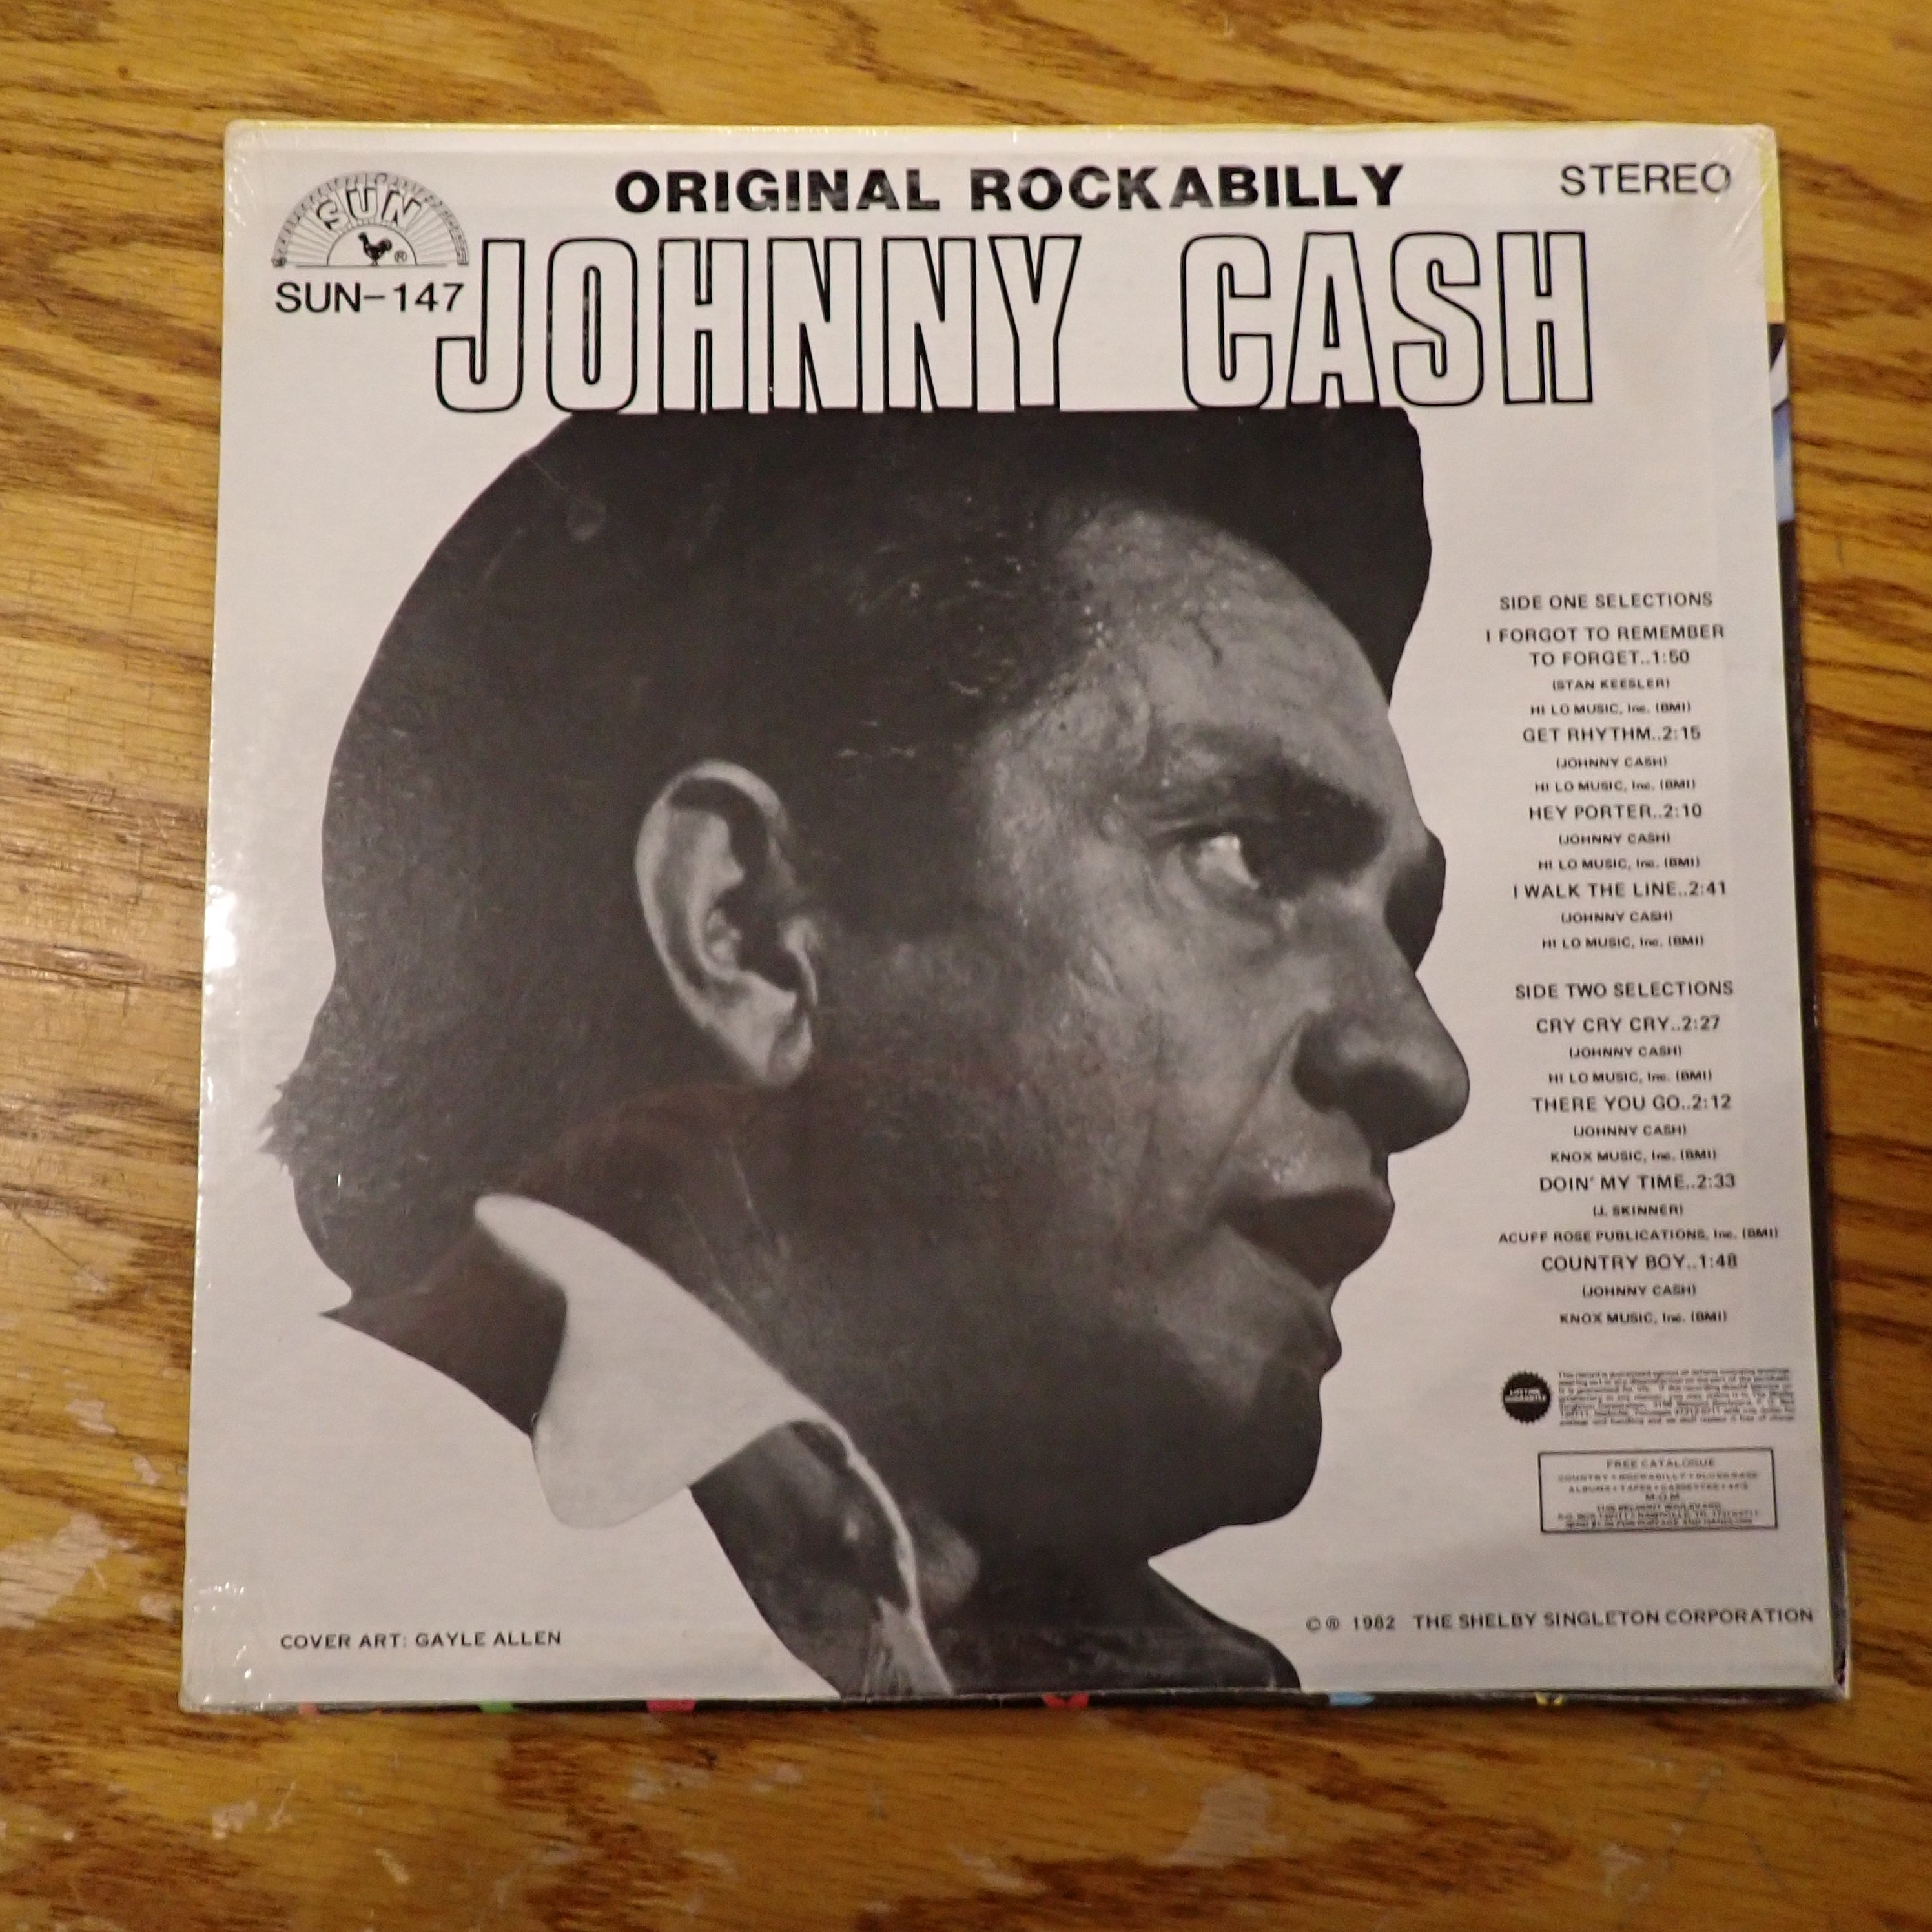 ORIGINAL ROCKABILLY
STEREO
SUN
®
SUN-147
JOHNNY CASH
SIDE ONE SELECTIONS
I FORGOT TO REMEMBER
TO FORGET..1:50
(STAN KEESLER)
HI LO MUSIC, Inc. (BMI)
GET RHYTHM..2:15
(JOHNNY CASH)
HI LO MUSIC, Inc. (BMI)
HEY PORTER..2:10
(JOHNNY CASH)
HI LO MUSIC, Inc. (BMI)
I WALK THE LINE..2:41
(JOHNNY CASH)
HI LO MUSIC, Inc. (BMI)
SIDE TWO SELECTIONS
CRY CRY CRY..2:27
(JOHNNY CASH)
HI LO MUSIC, Inc. (BMI)
THERE YOU GO..2:12
(JOHNNY CASH)
KNOX MUSIC, Inc. (BMI)
DOIN' MY TIME..2:33
(J. SKINNER)
ACUFF ROSE PUBLICATIONS, Inc. (BMI)
COUNTRY BOY..1:48
(JOHNNY CASH)
KNOX MUSIC, Inc. (BMI)
FREE CATALOGUE
COUNTRY • ROCKABILLY • BLUEGRASS
ALBUMS • TAPES • CASSETTES
COVER ART: GAYLE ALLEN
© ® 1982 THE SHELBY SINGLETON CORPORATION